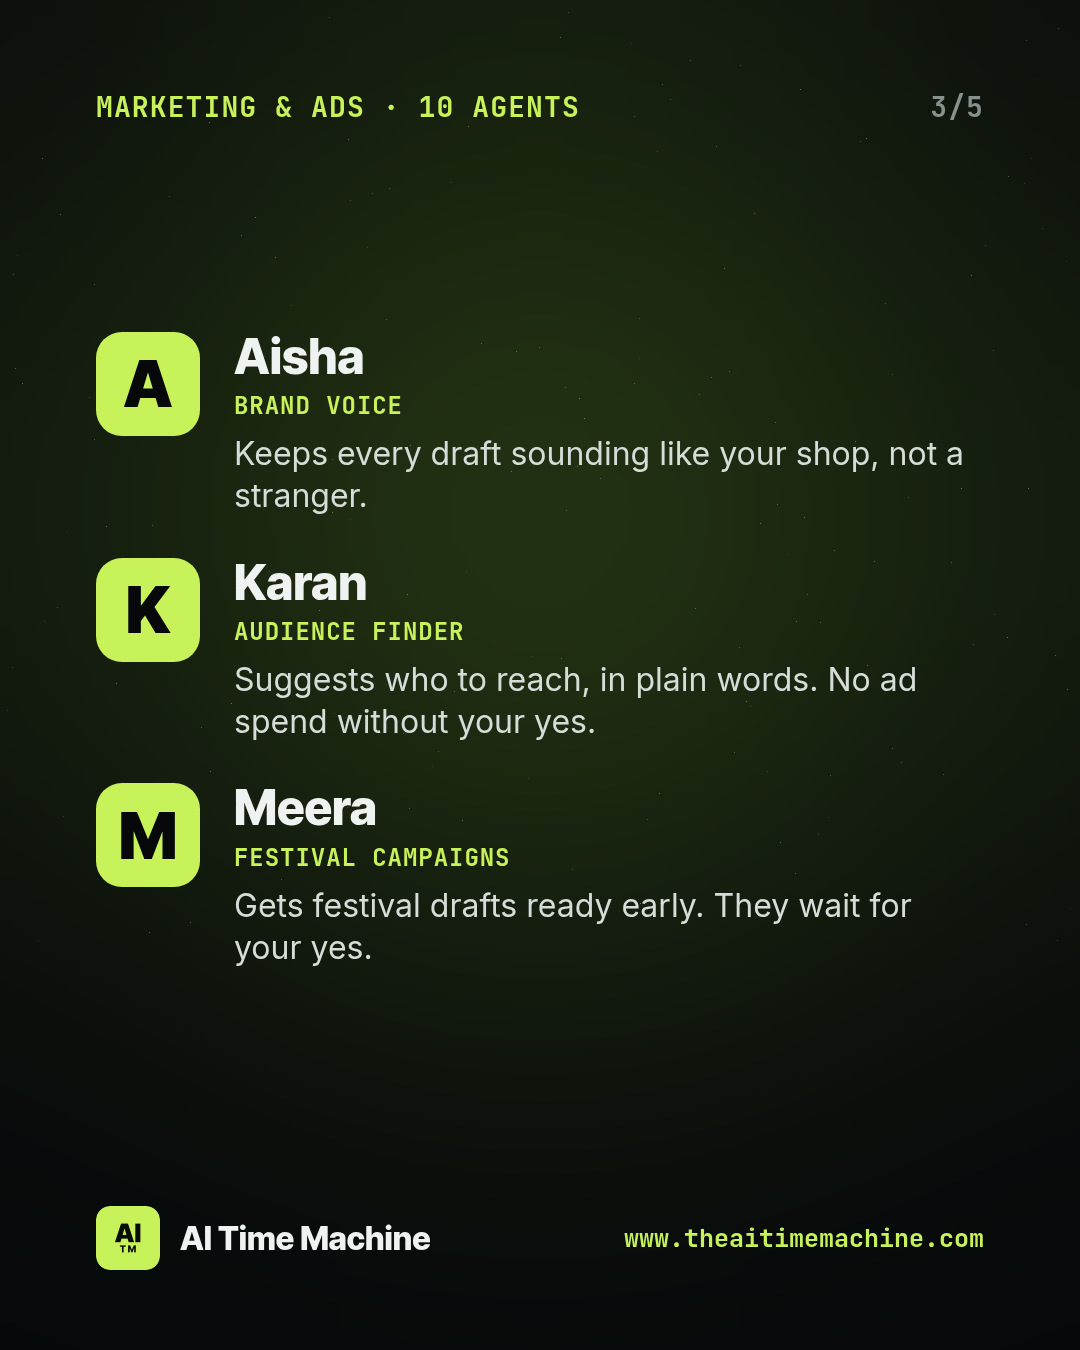 MARKETING & ADS · 10 AGENTS
3/5
A
Aisha
BRAND VOICE
Keeps every draft sounding like your shop, not a
stranger.
K
Karan
AUDIENCE FINDER
Suggests who to reach, in plain words. No ad
spend without your yes.
M
Meera
FESTIVAL CAMPAIGNS
Gets festival drafts ready early. They wait for
your yes.
AI
TM
AI Time Machine
www.theaitimemachine.com